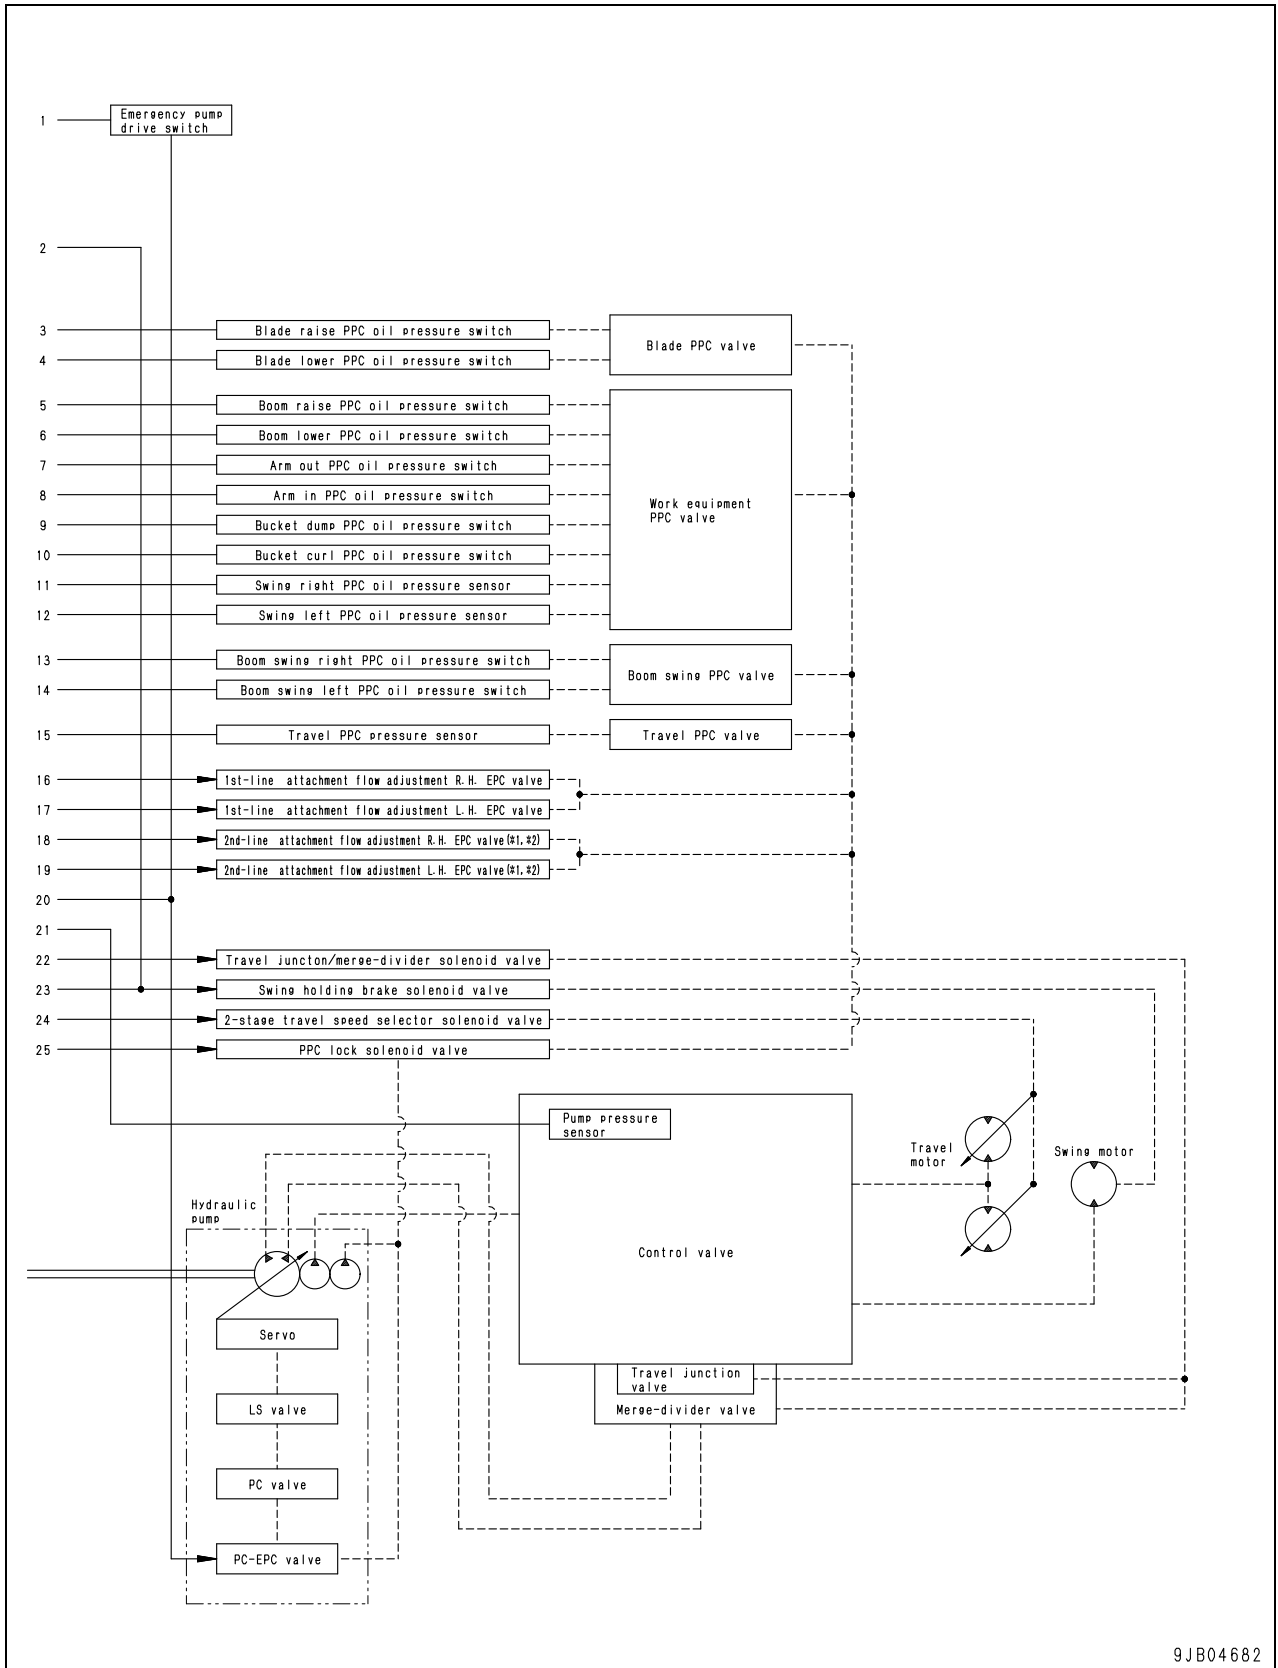 1
Emergency pump
drive switch
2
3
Blade raise PPC oil pressure switch
4
Blade lower PPC oil pressure switch
Blade PPC valve
5
Boom raise PPC oil pressure switch
6
Boom lower PPC oil pressure switch
7
Arm out PPC oil pressure switch
8
Arm in PPC oil pressure switch
9
Bucket dump PPC oil pressure switch
10
Bucket curl PPC oil pressure switch
11
Swing right PPC oil pressure sensor
12
Swing left PPC oil pressure sensor
Work equipment
PPC valve
13
Boom swing right PPC oil pressure switch
14
Boom swing left PPC oil pressure switch
Boom swing PPC valve
15
Travel PPC pressure sensor
Travel PPC valve
16
1st-line attachment flow adjustment R.H. EPC valve
17
1st-line attachment flow adjustment L.H. EPC valve
18
2nd-line attachment flow adjustment R.H. EPC valve(*1,*2)
19
2nd-line attachment flow adjustment L.H. EPC valve(*1,*2)
20
21
22
Travel juncton/merge-divider solenoid valve
23
Swing holding brake solenoid valve
24
2-stage travel speed selector solenoid valve
25
PPC lock solenoid valve
Pump pressure
sensor
Travel
motor
Swing motor
Hydraulic
pump
Control valve
Servo
Travel junction
valve
LS valve
Merge-divider valve
PC valve
PC-EPC valve
9JB04682